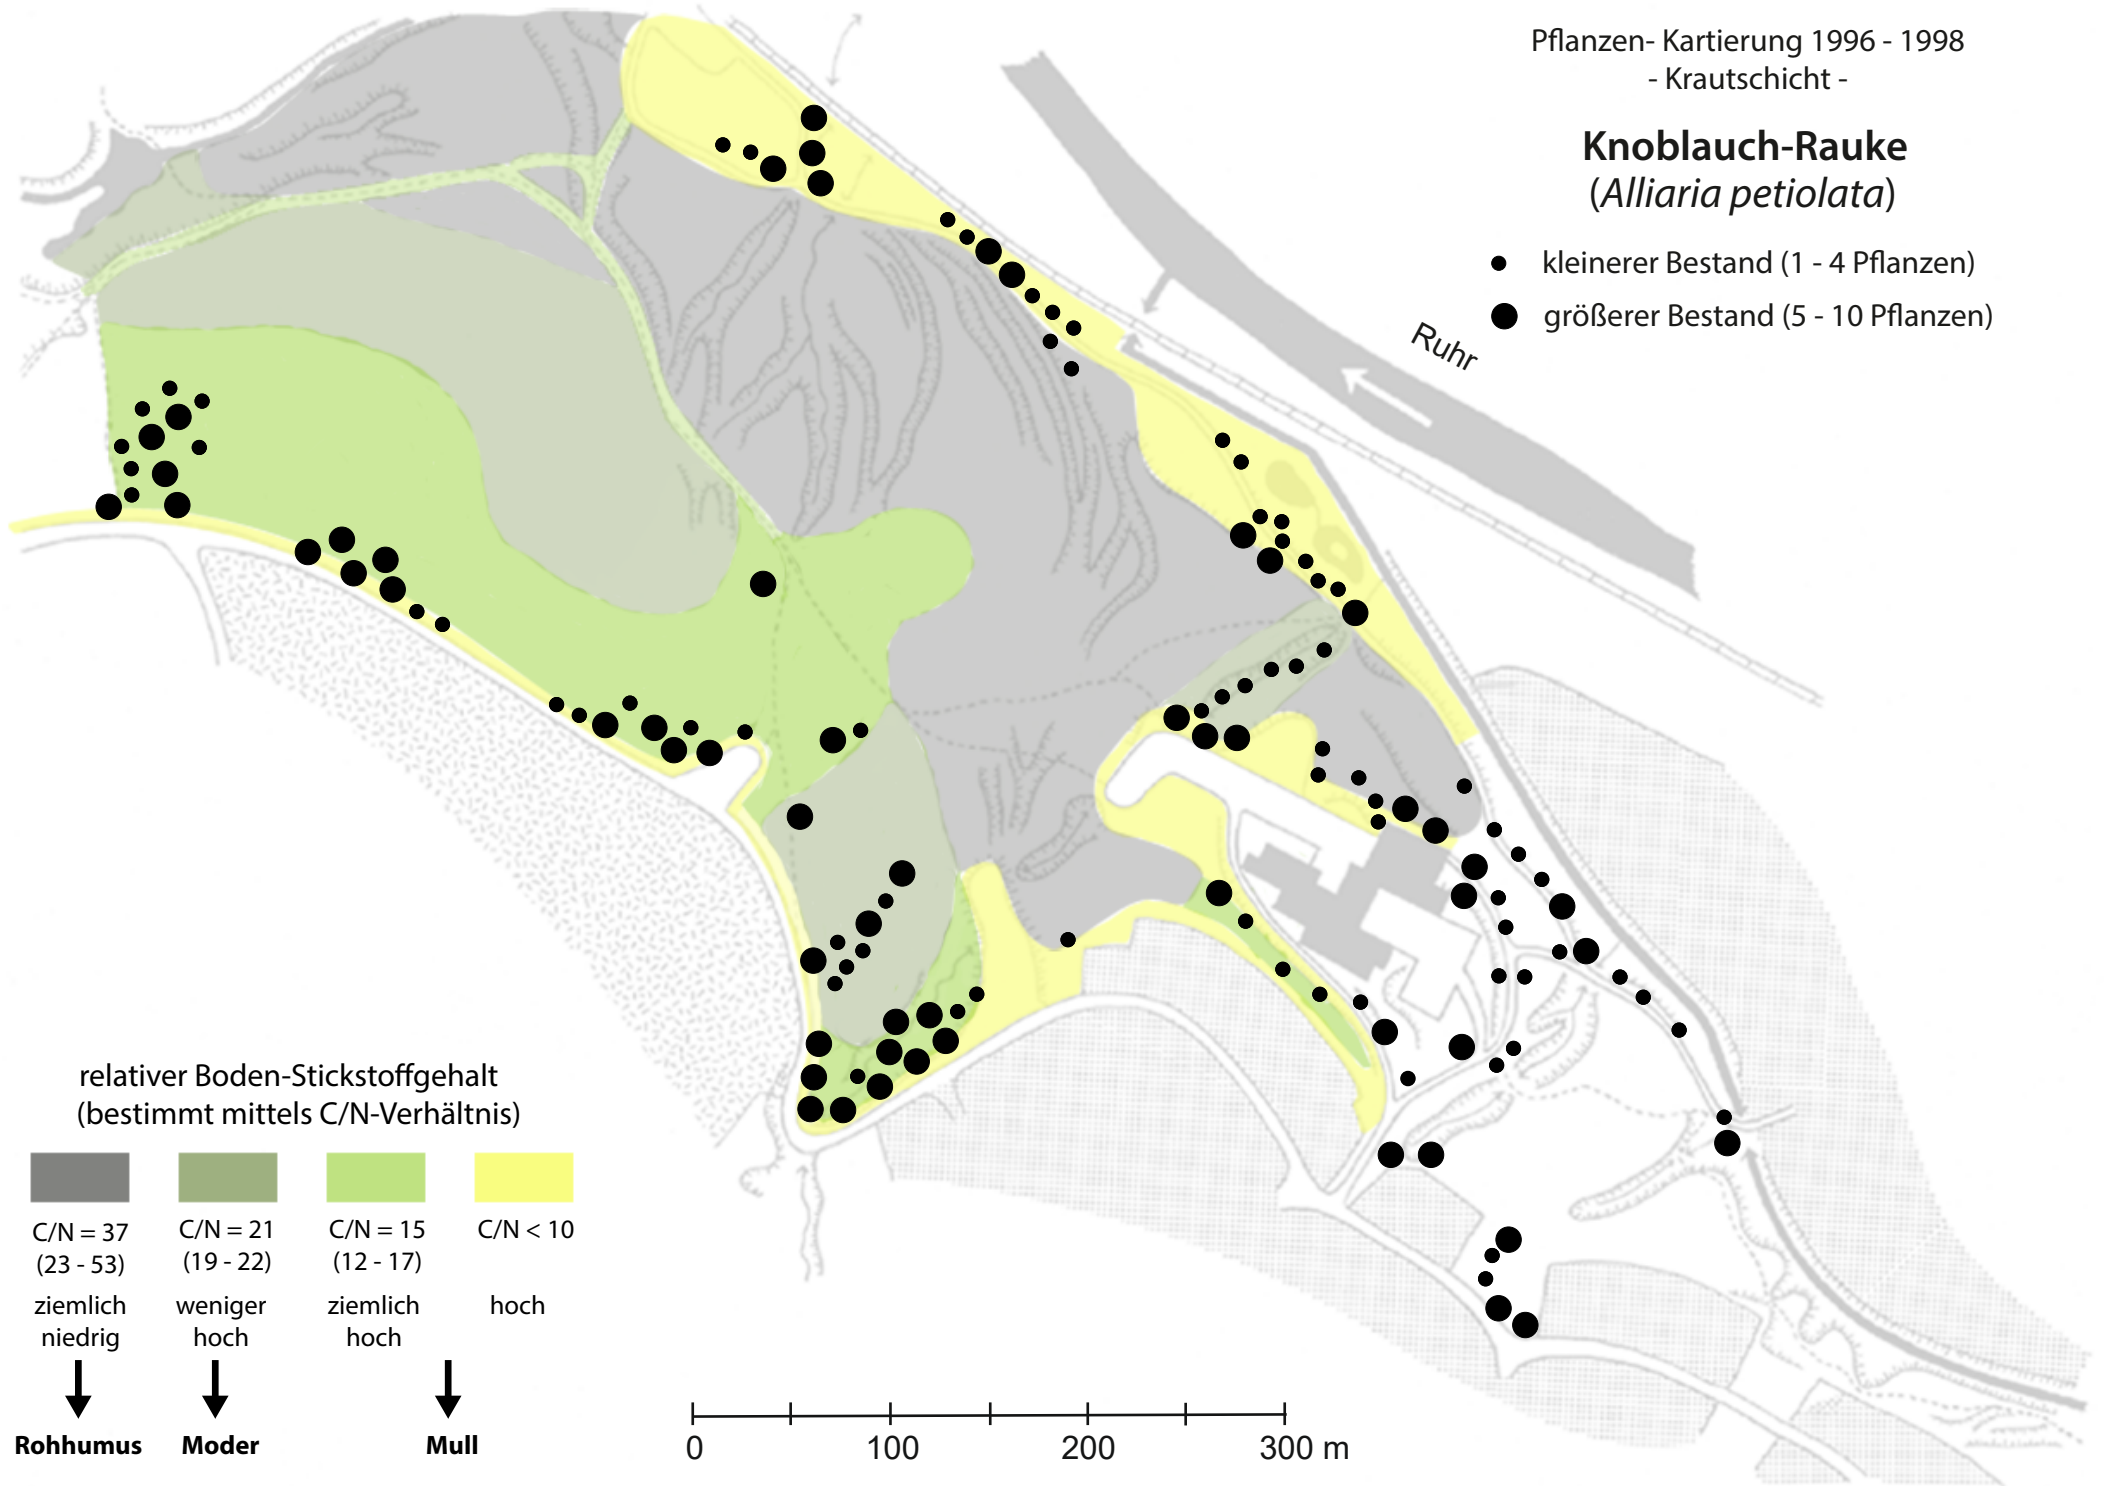 Pflanzen- Kartierung 1996 - 1998
- Krautschicht -
Knoblauch-Rauke
(Alliaria petiolata)
kleinerer Bestand (1 - 4 Pflanzen)
größerer Bestand (5 - 10 Pflanzen)
Ruhr
relativer Boden-Stickstoffgehalt
(bestimmt mittels C/N-Verhältnis)
C/N = 37 C/N = 21 C/N = 15 C/N < 10
(23 - 53) (19 - 22) (12 - 17)
ziemlich weniger ziemlich hoch
niedrig hoch hoch
Rohhumus Moder Mull
0 100 200 300 m